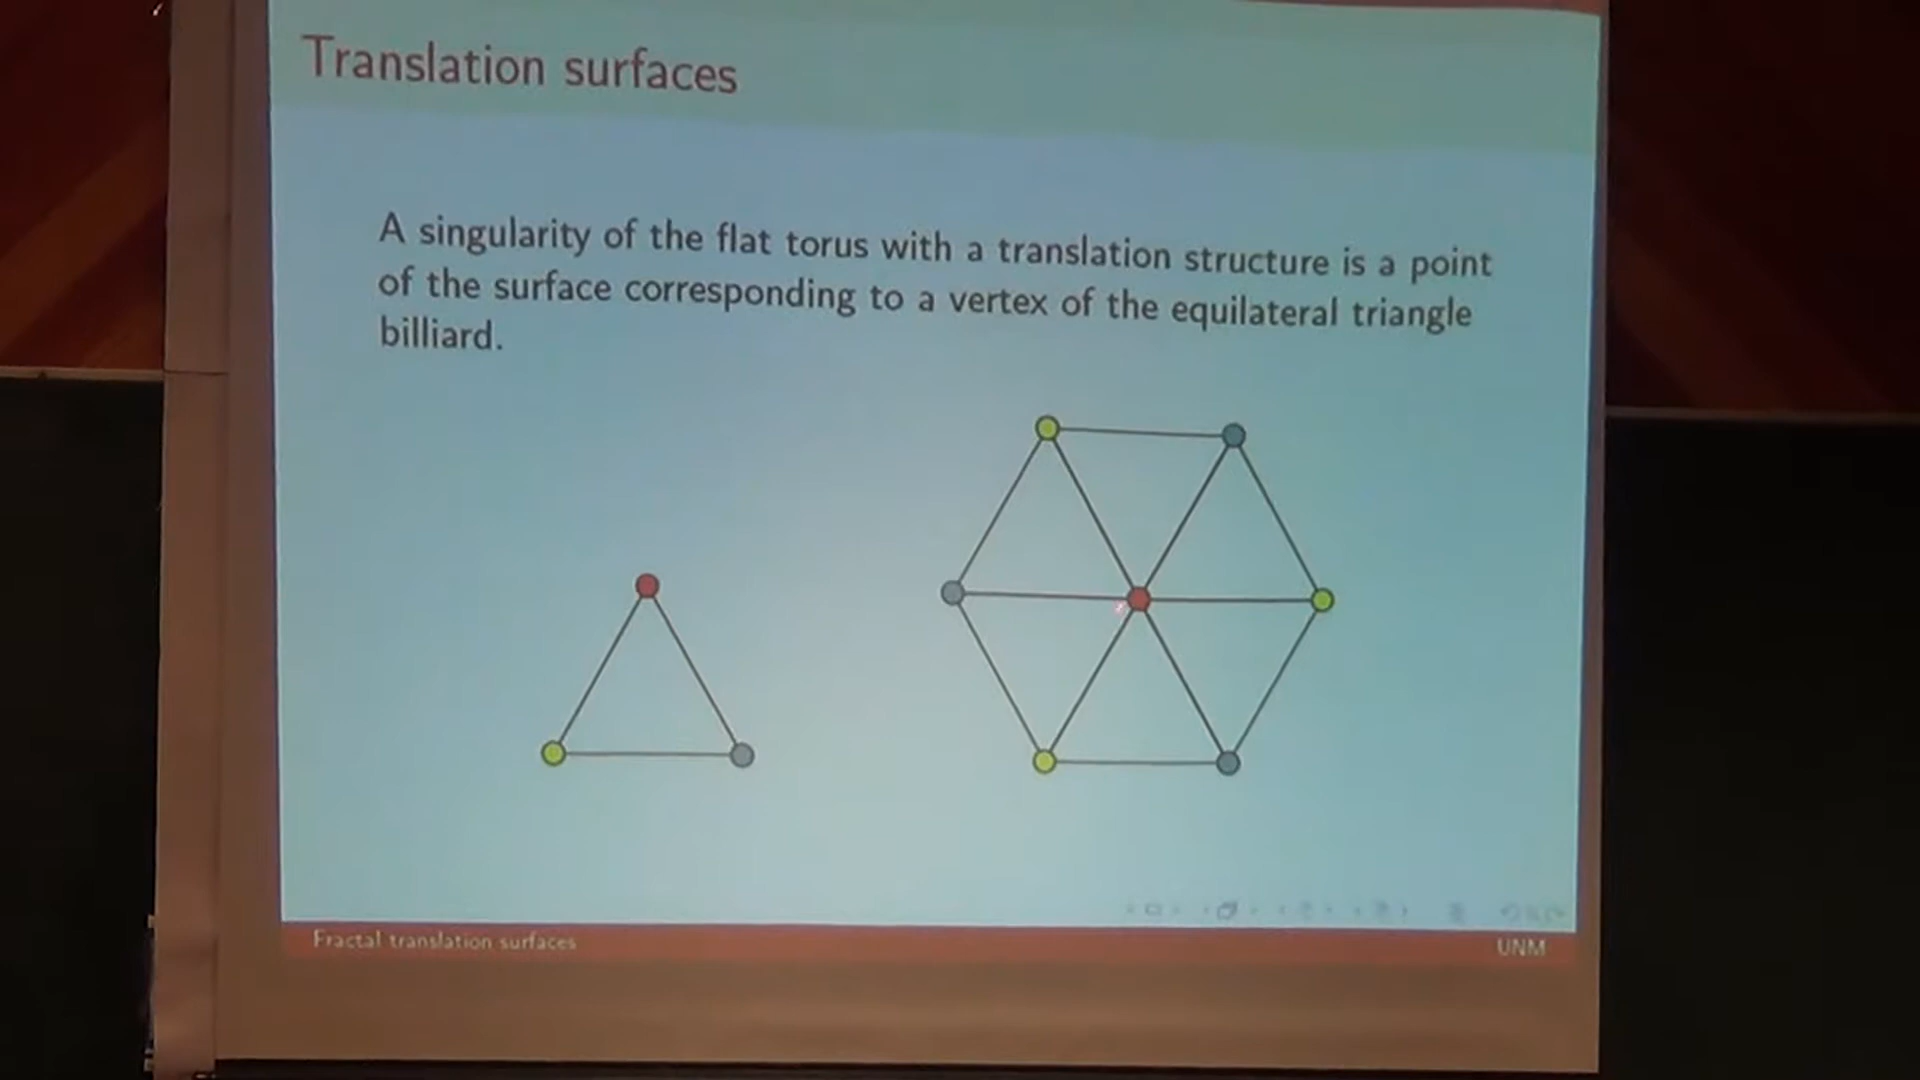 Translation surfaces
A singularity of the flat torus with a translation structure is a point
of the surface corresponding to a vertex of the equilateral triangle
billiard.
Fractal translation surfaces
UNM